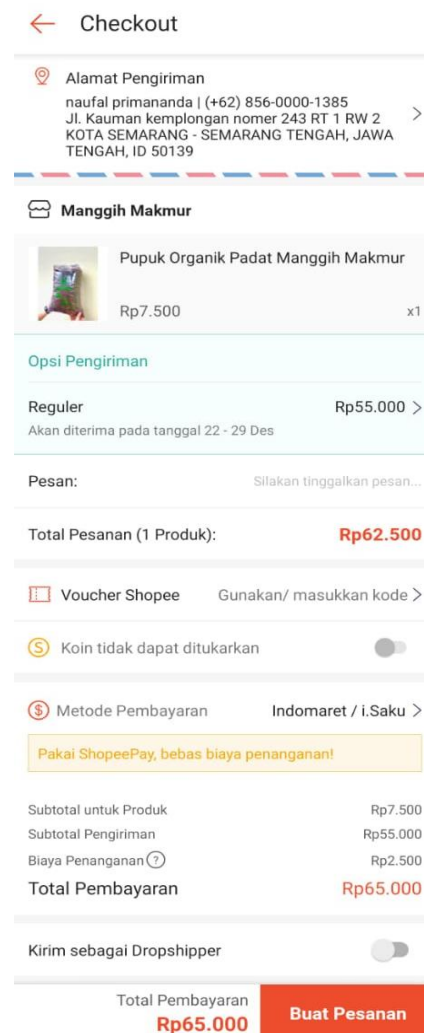 Checkout
Alamat Pengiriman
naufal primananda | (+62) 856-0000-1385
Jl. Kauman kemplongan nomer 243 RT 1 RW 2
KOTA SEMARANG - SEMARANG TENGAH, JAWA
TENGAH, ID 50139
Manggih Makmur
Pupuk Organik Padat Manggih Makmur
Rp7.500 x1
Opsi Pengiriman
Reguler Rp55.000
Akan diterima pada tanggal 22 - 29 Des
Pesan: Silakan tinggalkan pesan...
Total Pesanan (1 Produk): Rp62.500
Voucher Shopee Gunakan/ masukkan kode
Koin tidak dapat ditukarkan
Metode Pembayaran Indomaret / i.Saku
Pakai ShopeePay, bebas biaya penanganan!
Subtotal untuk Produk Rp7.500
Subtotal Pengiriman Rp55.000
Biaya Penanganan ? Rp2.500
Total Pembayaran Rp65.000
Kirim sebagai Dropshipper
Total Pembayaran
Rp65.000
Buat Pesanan